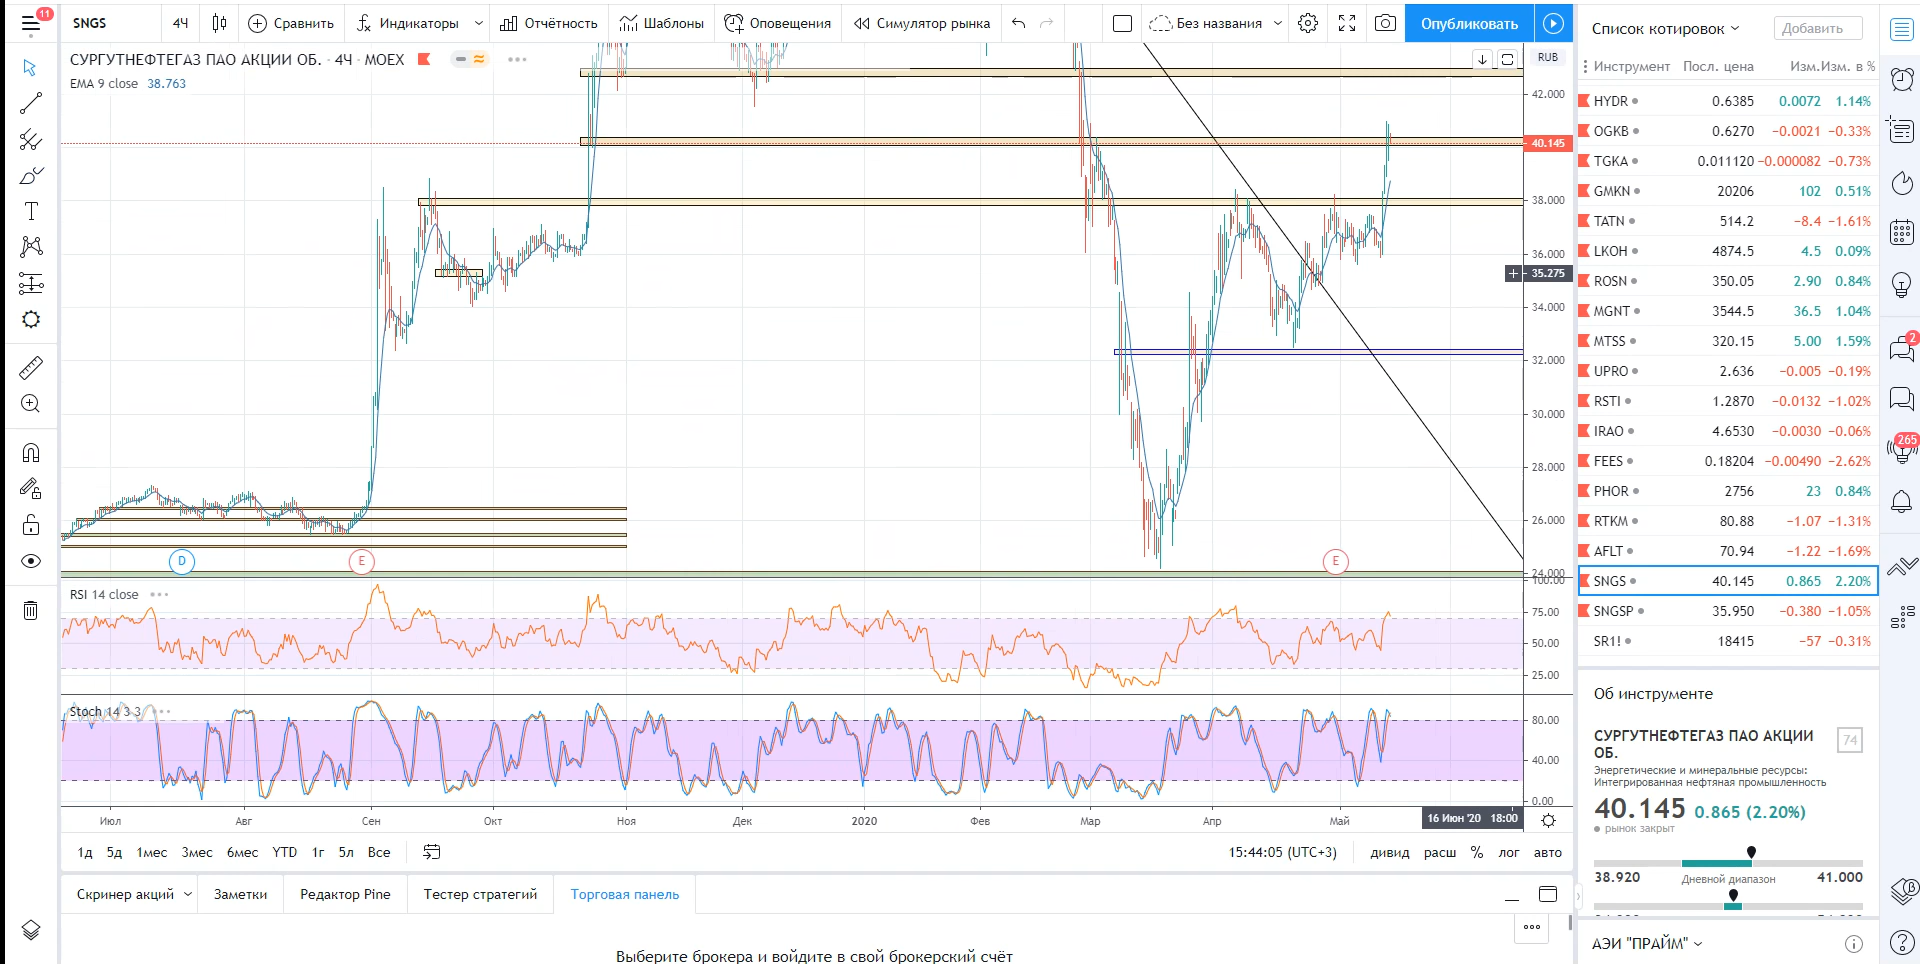 11
SNGS
4Ч
Сравнить
Индикаторы
Отчётность
Шаблоны
Оповещения
Симулятор рынка
Без названия
Опубликовать
СУРГУТНЕФТЕГАЗ ПАО АКЦИИ ОБ. · 4Ч · MOEX
EMA 9 close 38.763
RUB
42.000
40.145
38.000
36.000
35.275
34.000
32.000
30.000
28.000
26.000
24.000
D
E
E
RSI 14 close
100.00
75.00
50.00
25.00
Stoch 14 3 3
80.00
40.00
0.00
Июл
Авг
Сен
Окт
Ноя
Дек
2020
Фев
Мар
Апр
Май
16 Июн '20 18:00
1д 5д 1мес 3мес 6мес YTD 1г 5л Все
15:44:05 (UTC+3)
дивид расш % лог авто
Скринер акций
Заметки
Редактор Pine
Тестер стратегий
Торговая панель
Выберите брокера и войдите в свой брокерский счёт
Список котировок
Добавить
Инструмент Посл. цена Изм. Изм. в %
HYDR 0.6385 0.0072 1.14%
OGKB 0.6270 −0.0021 −0.33%
TGKA 0.011120 −0.000082 −0.73%
GMKN 20206 102 0.51%
TATN 514.2 −8.4 −1.61%
LKOH 4874.5 4.5 0.09%
ROSN 350.05 2.90 0.84%
MGNT 3544.5 36.5 1.04%
MTSS 320.15 5.00 1.59%
UPRO 2.636 −0.005 −0.19%
RSTI 1.2870 −0.0132 −1.02%
IRAO 4.6530 −0.0030 −0.06%
FEES 0.18204 −0.00490 −2.62%
PHOR 2756 23 0.84%
RTKM 80.88 −1.07 −1.31%
AFLT 70.94 −1.22 −1.69%
SNGS 40.145 0.865 2.20%
SNGSP 35.950 −0.380 −1.05%
SR1! 18415 −57 −0.31%
Об инструменте
СУРГУТНЕФТЕГАЗ ПАО АКЦИИ
ОБ.
74
Энергетические и минеральные ресурсы:
Интегрированная нефтяная промышленность
40.145 0.865 (2.20%)
рынок закрыт
38.920 Дневной диапазон 41.000
АЭИ "ПРАЙМ"
2
265